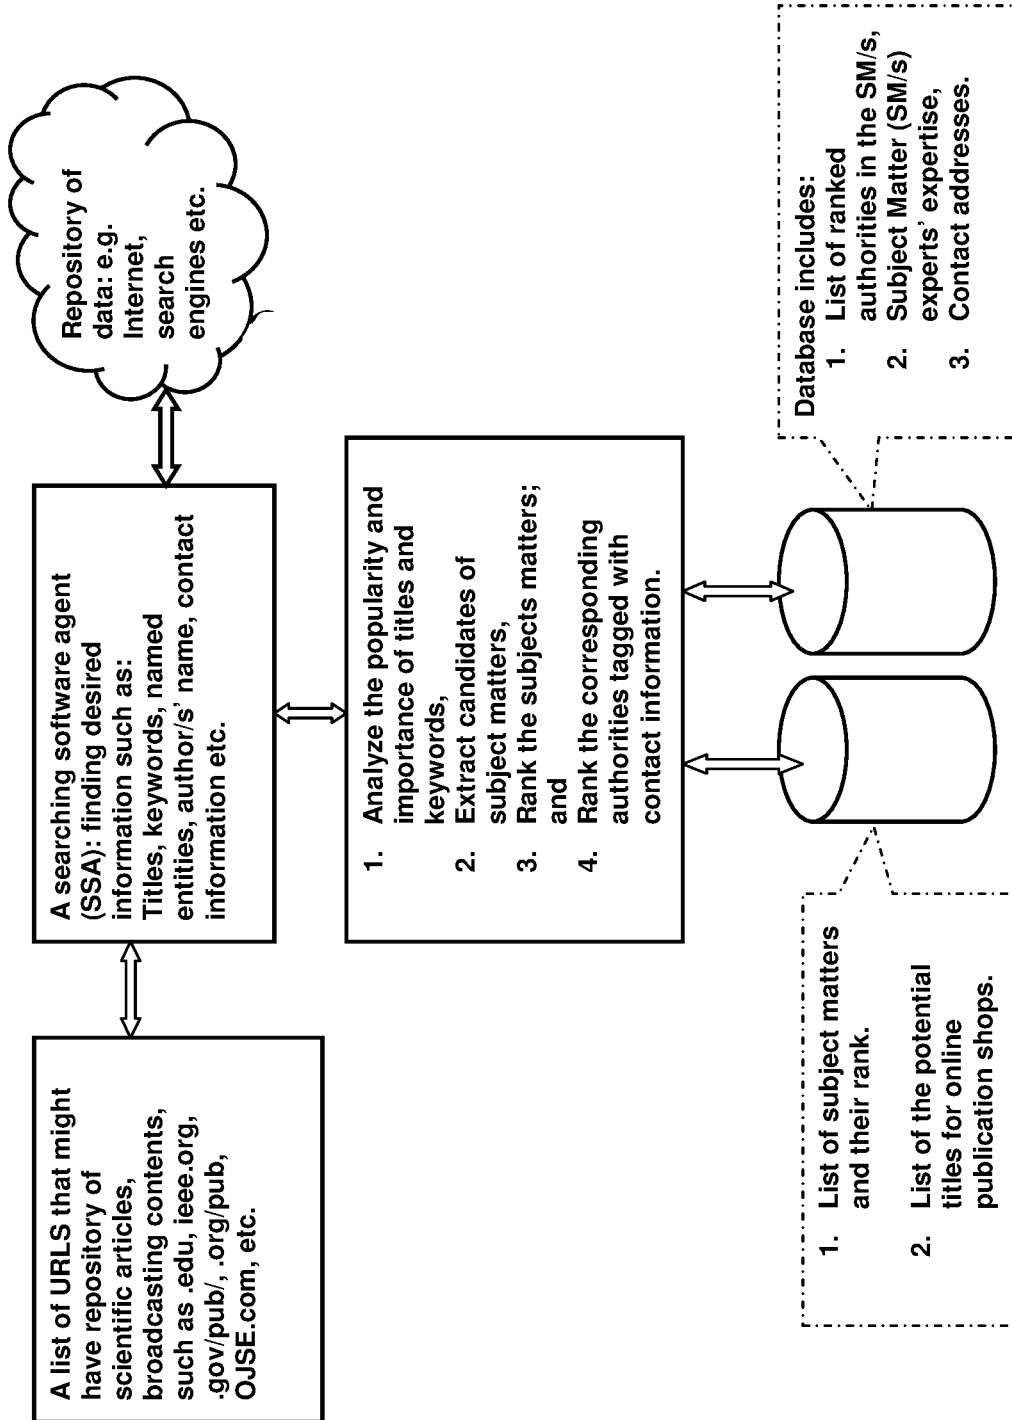 A list of URLS that might
have repository of
scientific articles,
broadcasting contents,
such as .edu, ieee.org,
.gov/pub/, .org/pub,
OJSE.com, etc.
A searching software agent
(SSA): finding desired
information such as:
Titles, keywords, named
entities, author/s' name, contact
information etc.
Repository of
data: e.g.
Internet,
search
engines etc.
1. Analyze the popularity and
importance of titles and
keywords,
2. Extract candidates of
subject matters,
3. Rank the subjects matters;
and
4. Rank the corresponding
authorities tagged with
contact information.
1. List of subject matters
and their rank.
2. List of the potential
titles for online
publication shops.
Database includes:
1. List of ranked
authorities in the SM/s,
2. Subject Matter (SM/s)
experts' expertise,
3. Contact addresses.